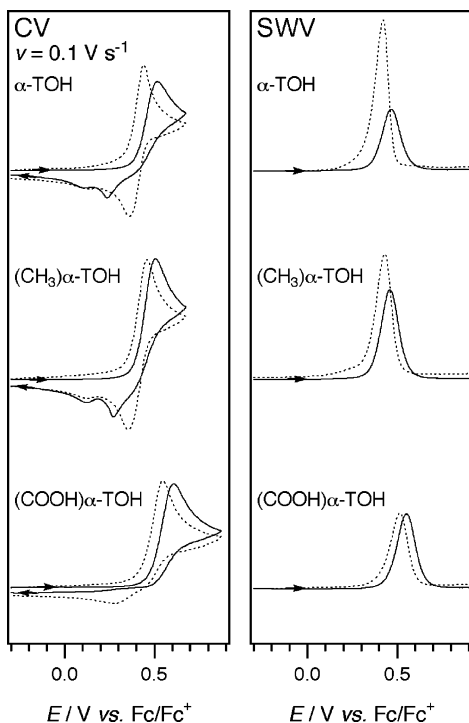 CV
ν = 0.1 V s⁻¹
α-TOH
(CH₃)α-TOH
(COOH)α-TOH
0.0 0.5
E / V vs. Fc/Fc⁺
SWV
α-TOH
(CH₃)α-TOH
(COOH)α-TOH
0.0 0.5
E / V vs. Fc/Fc⁺